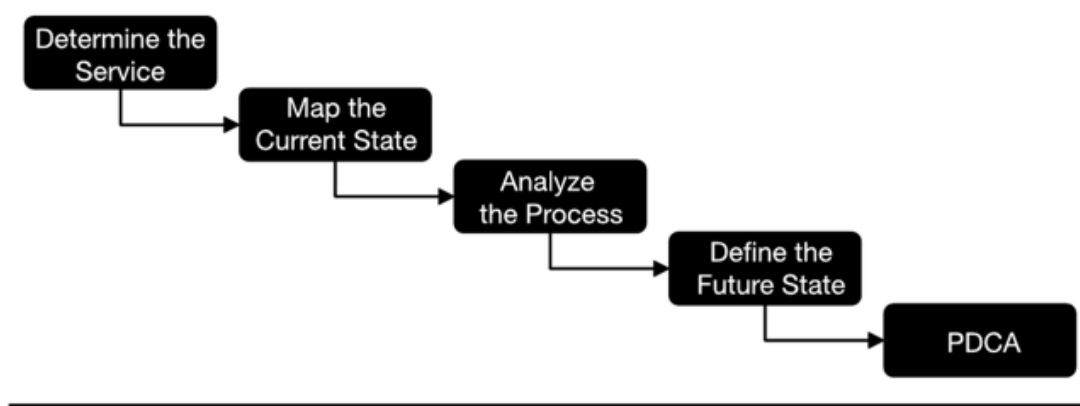 Determine the
Service
Map the
Current State
Analyze
the Process
Define the
Future State
PDCA